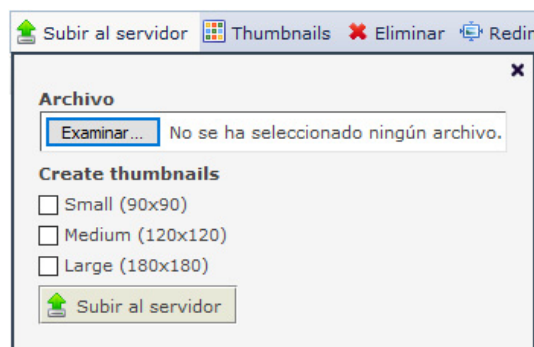 Subir al servidor Thumbnails Eliminar Redir
Archivo
Examinar... No se ha seleccionado ningún archivo.
Create thumbnails
Small (90x90)
Medium (120x120)
Large (180x180)
Subir al servidor